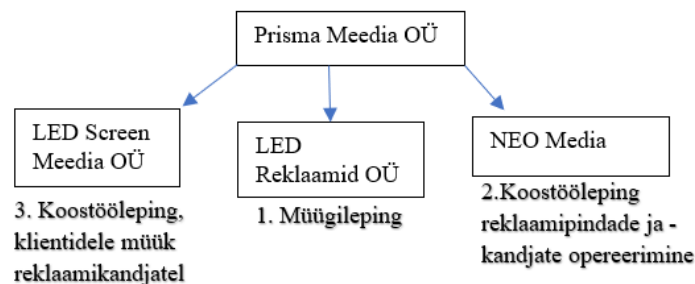 Prisma Meedia OÜ
LED Screen
Meedia OÜ
3. Koostööleping,
klientidele müük
reklaamikandjatel
LED
Reklaamid OÜ
1. Müügileping
NEO Media
2.Koostööleping
reklaamipindade ja -
kandjate opereerimine